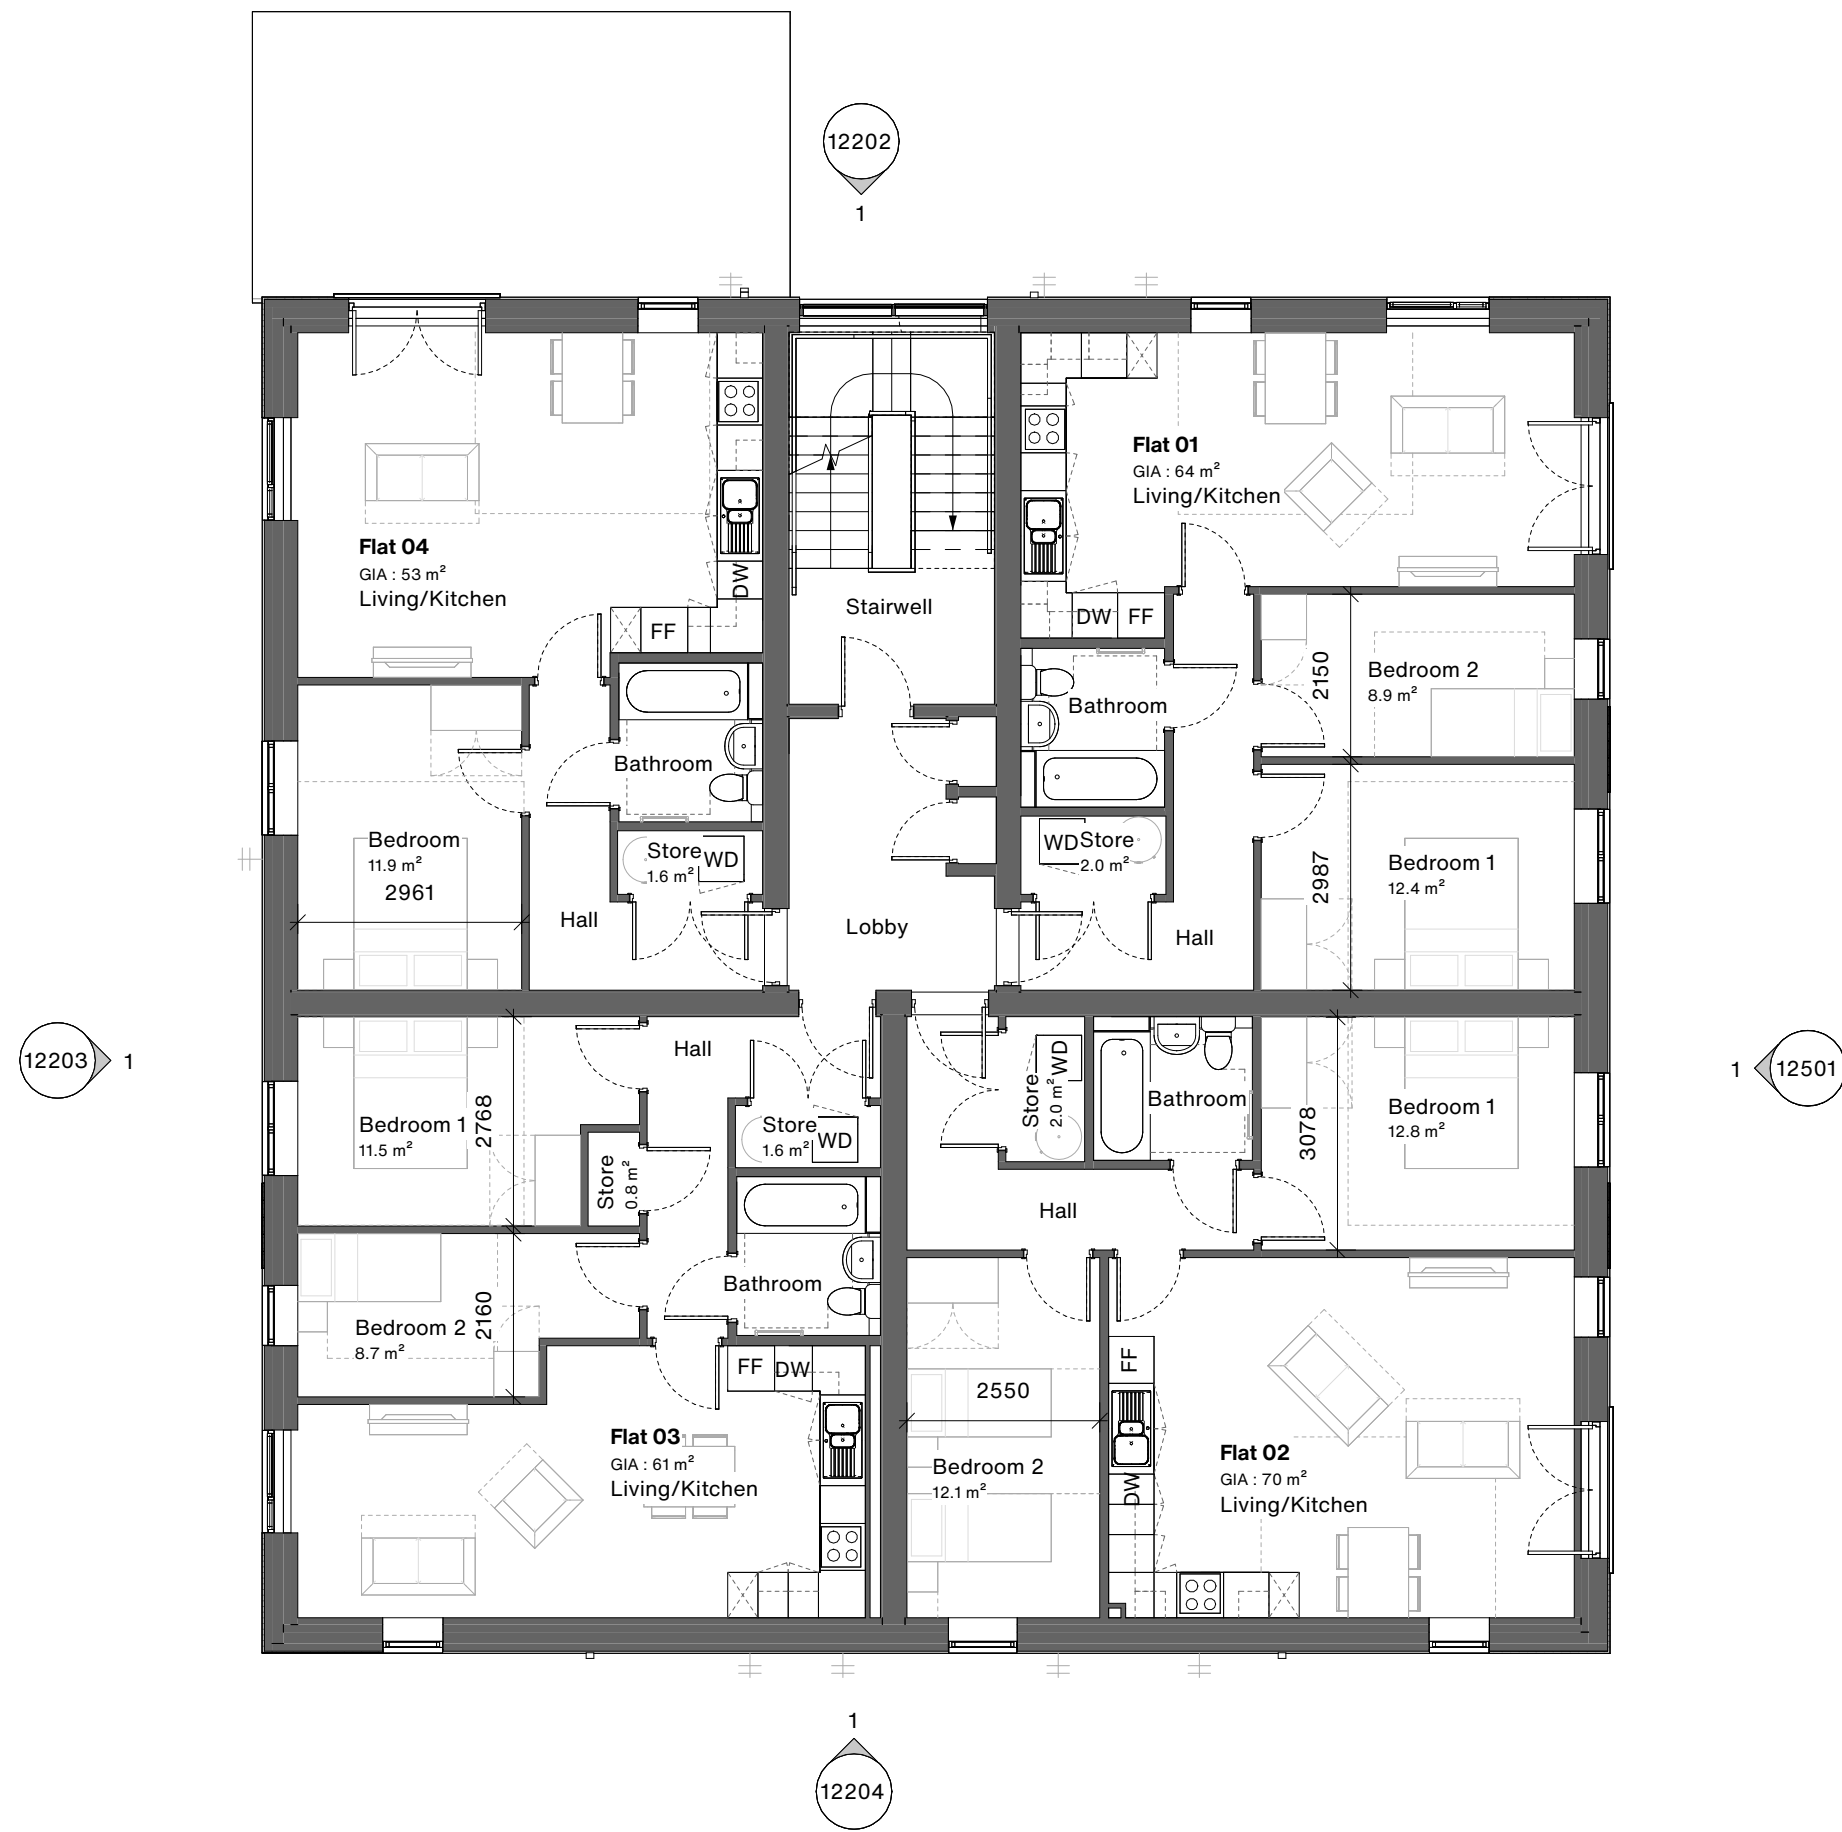 12202
1
Flat 04
GIA : 53 m²
Living/Kitchen
DW
FF
Stairwell
Flat 01
GIA : 64 m²
Living/Kitchen
DW
FF
Bathroom
Bedroom 2
8.9 m²
2150
Bathroom
Bedroom
11.9 m²
2961
Store
1.6 m²
WD
Hall
Lobby
WD
Store
2.0 m²
Hall
2987
Bedroom 1
12.4 m²
12203
1
Bedroom 1
11.5 m²
2768
Hall
Store
1.6 m²
WD
Store
0.8 m²
Store
2.0 m²
WD
Bathroom
3078
Bedroom 1
12.8 m²
1
12501
Hall
Bedroom 2
8.7 m²
2160
Bathroom
FF
DW
Flat 03
GIA : 61 m²
Living/Kitchen
2550
Bedroom 2
12.1 m²
FF
DW
Flat 02
GIA : 70 m²
Living/Kitchen
1
12204